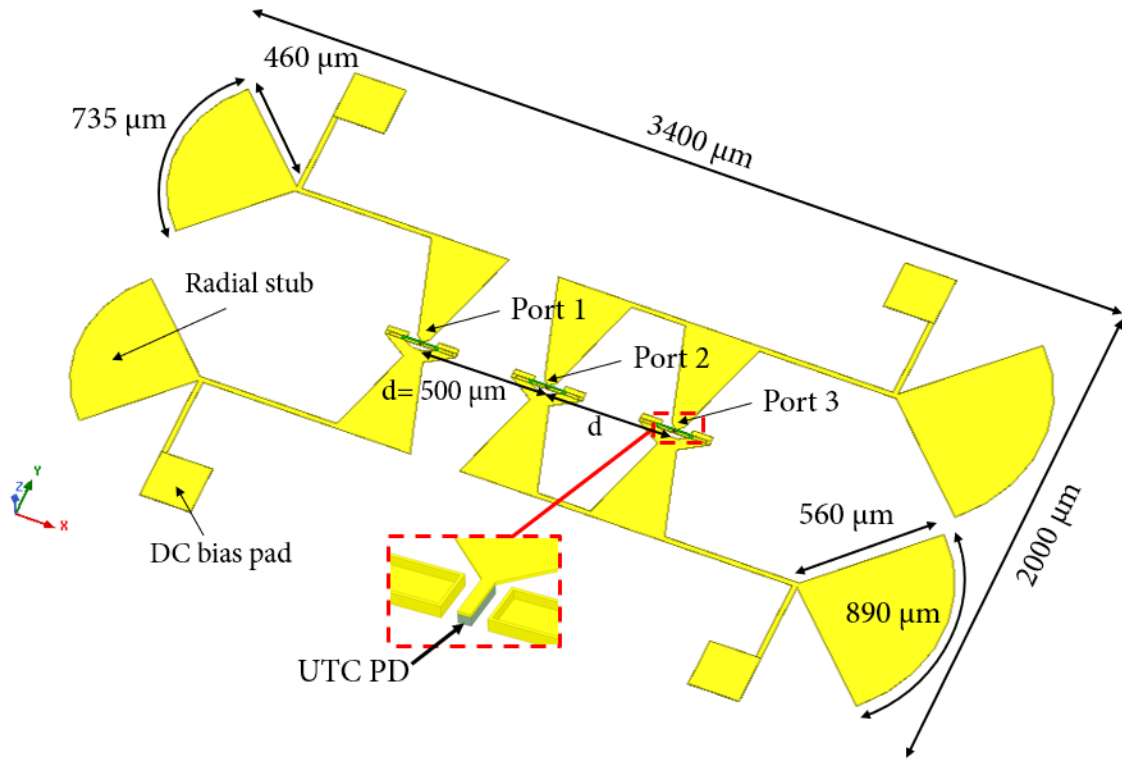 460 µm
735 µm
3400 µm
Radial stub
Port 1
Port 2
d= 500 µm
Port 3
d
Z
Y
X
DC bias pad
560 µm
2000 µm
890 µm
UTC PD